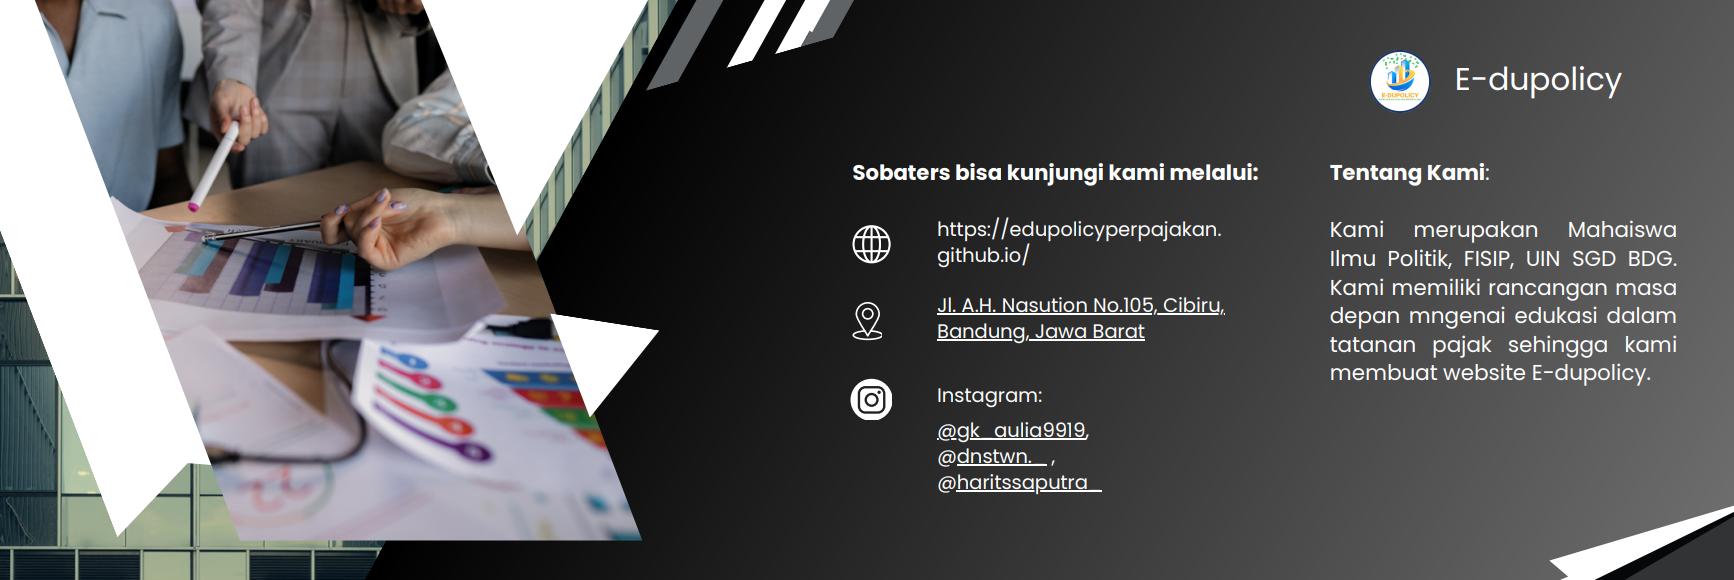 E-DUPOLICY
E-dupolicy
Sobaters bisa kunjungi kami melalui:
https://edupolicyperpajakan.
github.io/
Jl. A.H. Nasution No.105, Cibiru,
Bandung, Jawa Barat
Instagram:
@gk_aulia9919,
@dnstwn._ ,
@haritssaputra_
Tentang Kami:
Kami merupakan Mahaiswa
Ilmu Politik, FISIP, UIN SGD BDG.
Kami memiliki rancangan masa
depan mngenai edukasi dalam
tatanan pajak sehingga kami
membuat website E-dupolicy.